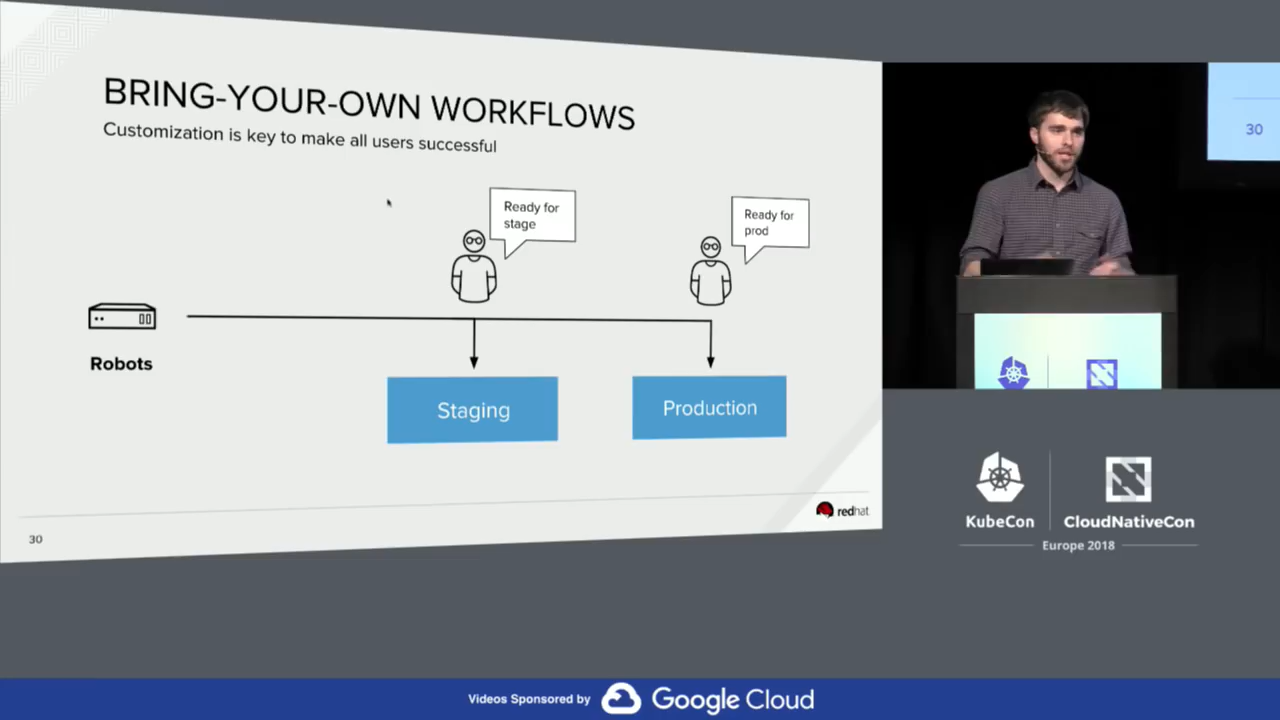 BRING-YOUR-OWN WORKFLOWS
Customization is key to make all users successful
Ready for
stage
Ready for
prod
Robots
Staging
Production
30
redhat
30
KubeCon
CloudNativeCon
Europe 2018
Videos Sponsored by
Google Cloud